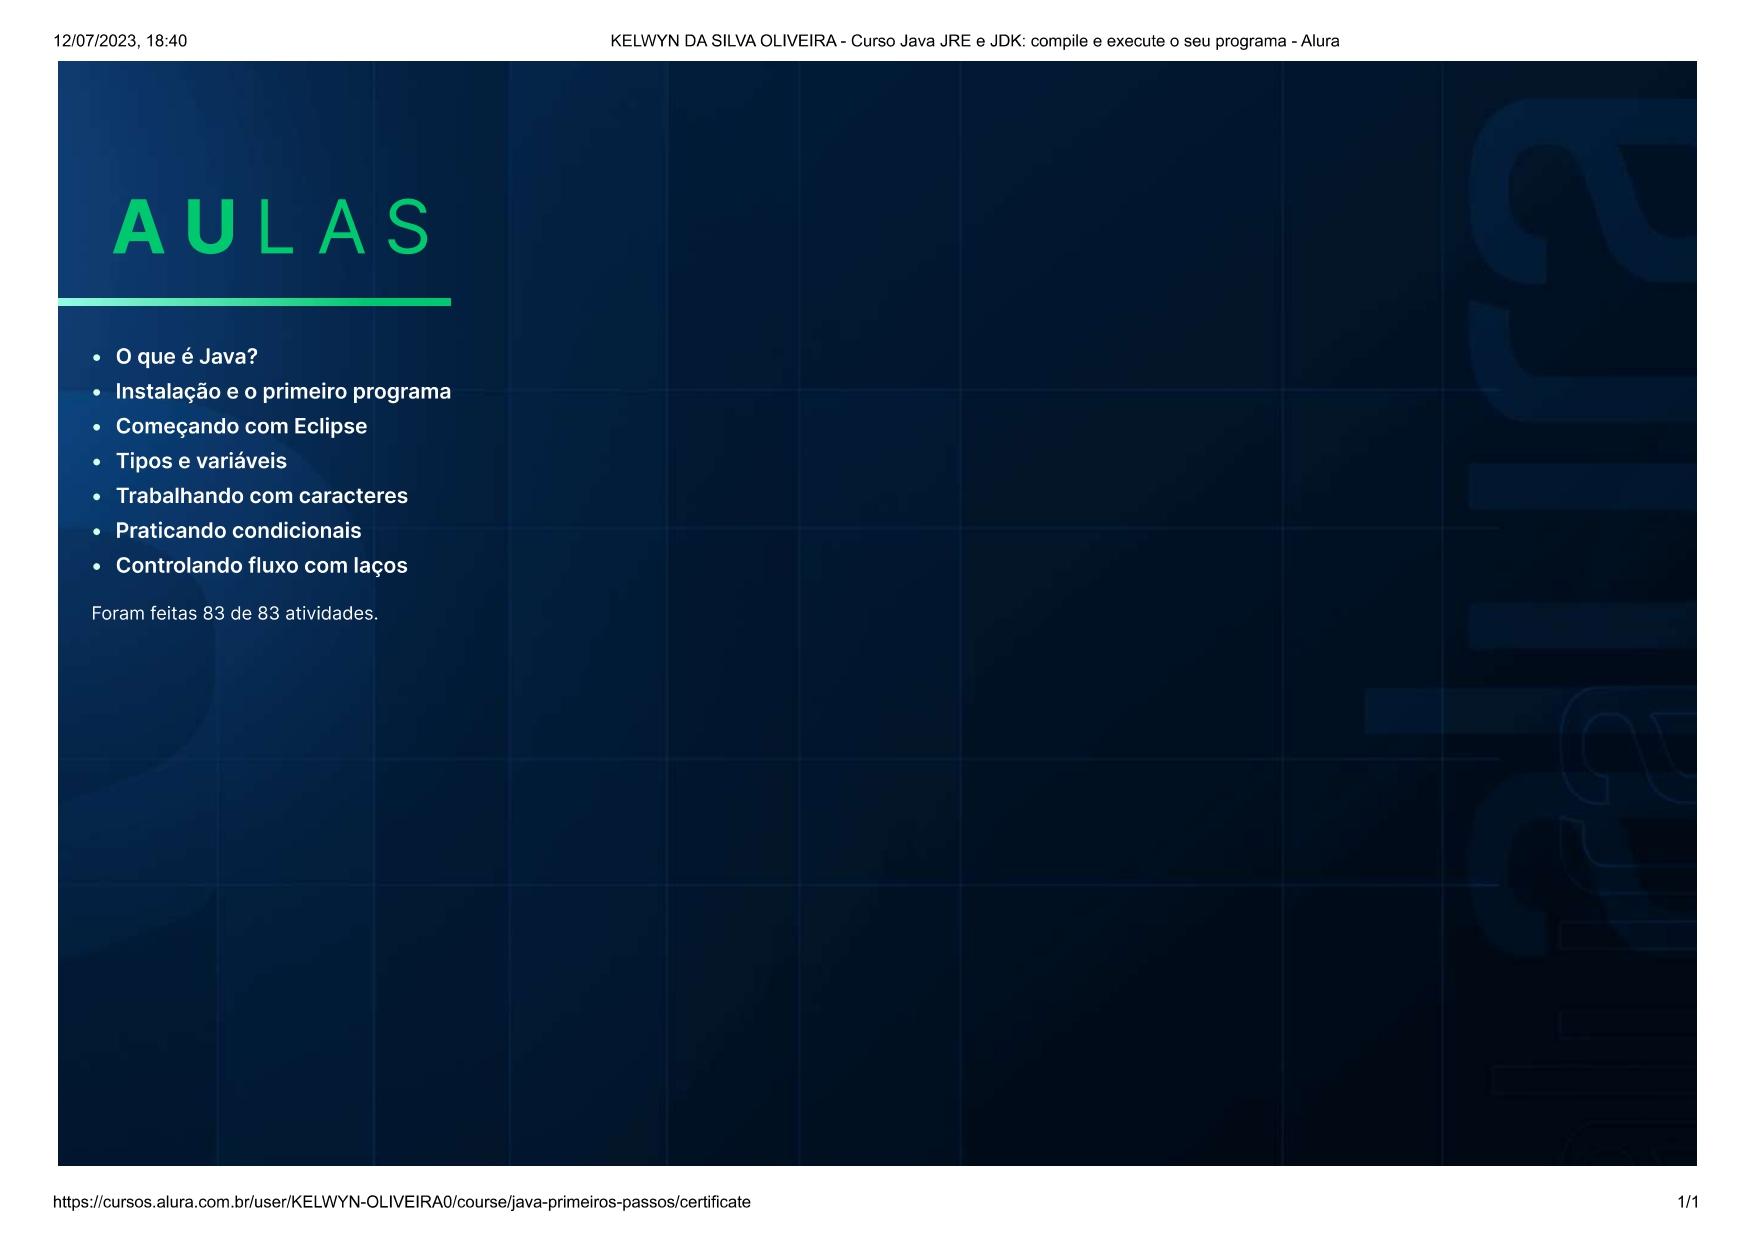 12/07/2023, 18:40
KELWYN DA SILVA OLIVEIRA - Curso Java JRE e JDK: compile e execute o seu programa - Alura
AULAS
• O que é Java?
• Instalação e o primeiro programa
• Começando com Eclipse
• Tipos e variáveis
• Trabalhando com caracteres
• Praticando condicionais
• Controlando fluxo com laços
Foram feitas 83 de 83 atividades.
alura
alura
https://cursos.alura.com.br/user/KELWYN-OLIVEIRA0/course/java-primeiros-passos/certificate
1/1